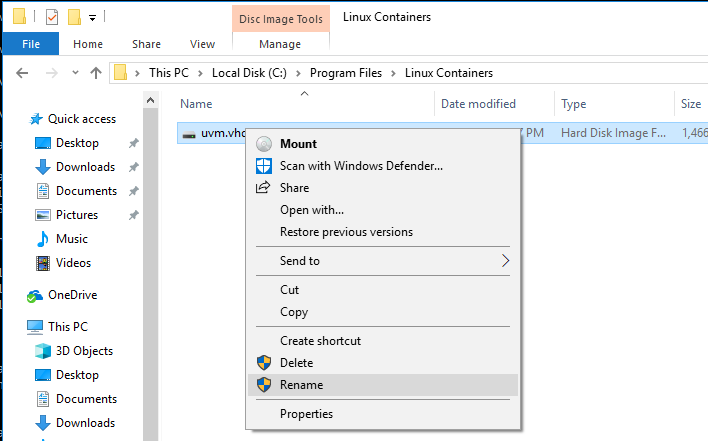 Disc Image Tools
Linux Containers
File
Home
Share
View
Manage
This PC > Local Disk (C:) > Program Files > Linux Containers
Quick access
Desktop
Downloads
Documents
Pictures
Music
Videos
OneDrive
This PC
3D Objects
Desktop
Documents
Downloads
Name
Date modified
Type
Size
uvm.vhd
PM
Hard Disk Image F...
1,466
Mount
Scan with Windows Defender...
Share
Open with...
Restore previous versions
Send to
Cut
Copy
Create shortcut
Delete
Rename
Properties